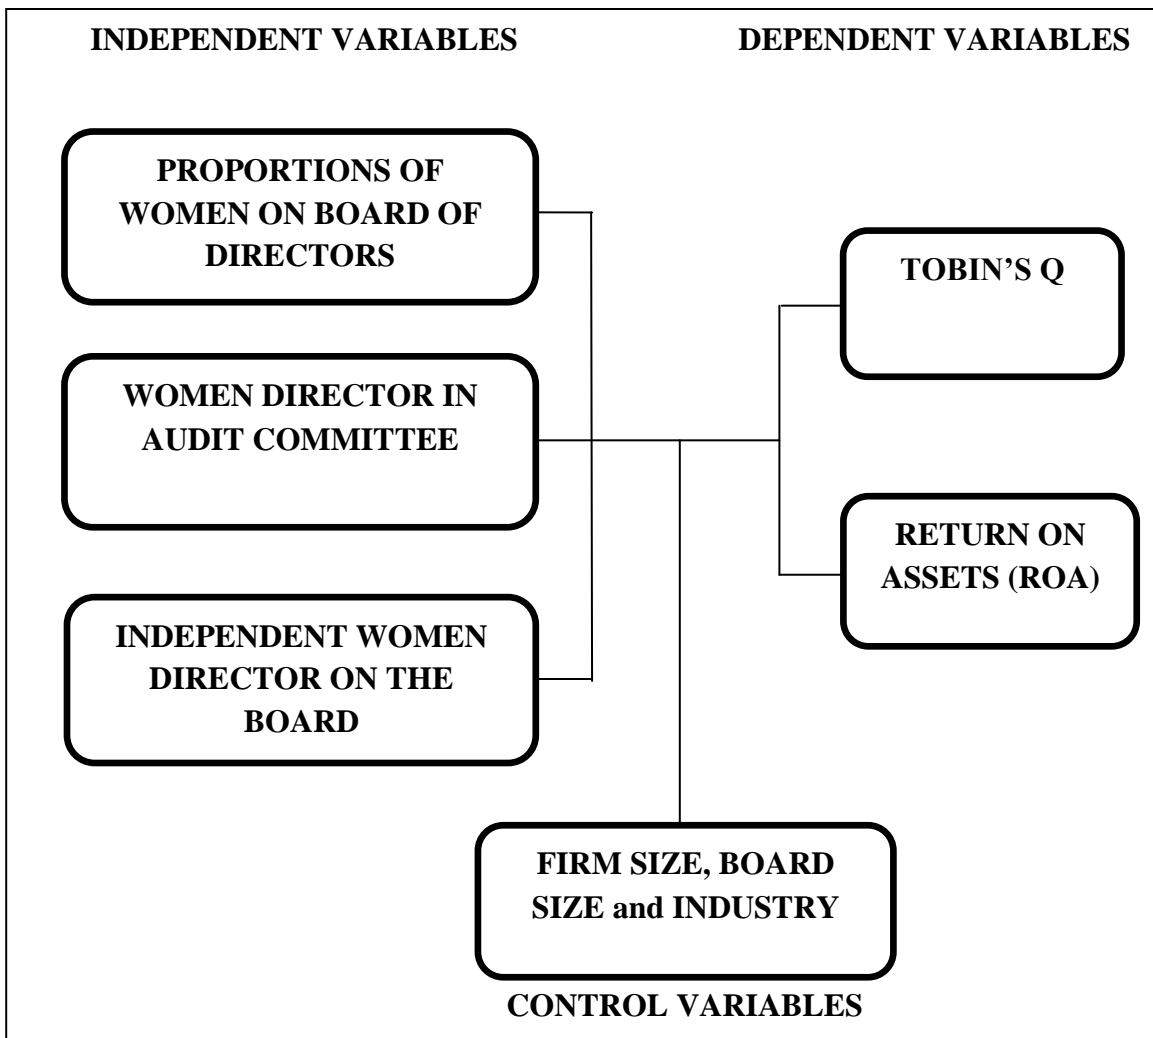 INDEPENDENT VARIABLES
DEPENDENT VARIABLES
PROPORTIONS OF
WOMEN ON BOARD OF
DIRECTORS
TOBIN’S Q
WOMEN DIRECTOR IN
AUDIT COMMITTEE
RETURN ON
ASSETS (ROA)
INDEPENDENT WOMEN
DIRECTOR ON THE
BOARD
FIRM SIZE, BOARD
SIZE and INDUSTRY
CONTROL VARIABLES